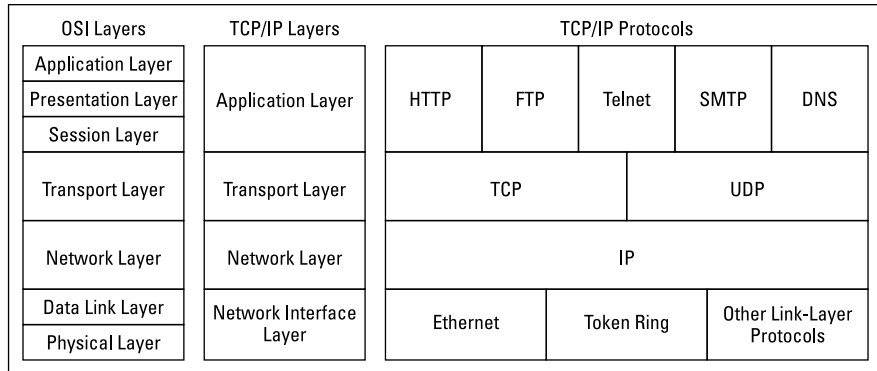 OSI Layers
TCP/IP Layers
TCP/IP Protocols
Application Layer
Presentation Layer
Session Layer
Application Layer
HTTP
FTP
Telnet
SMTP
DNS
Transport Layer
Transport Layer
TCP
UDP
Network Layer
Network Layer
IP
Data Link Layer
Physical Layer
Network Interface
Layer
Ethernet
Token Ring
Other Link-Layer
Protocols